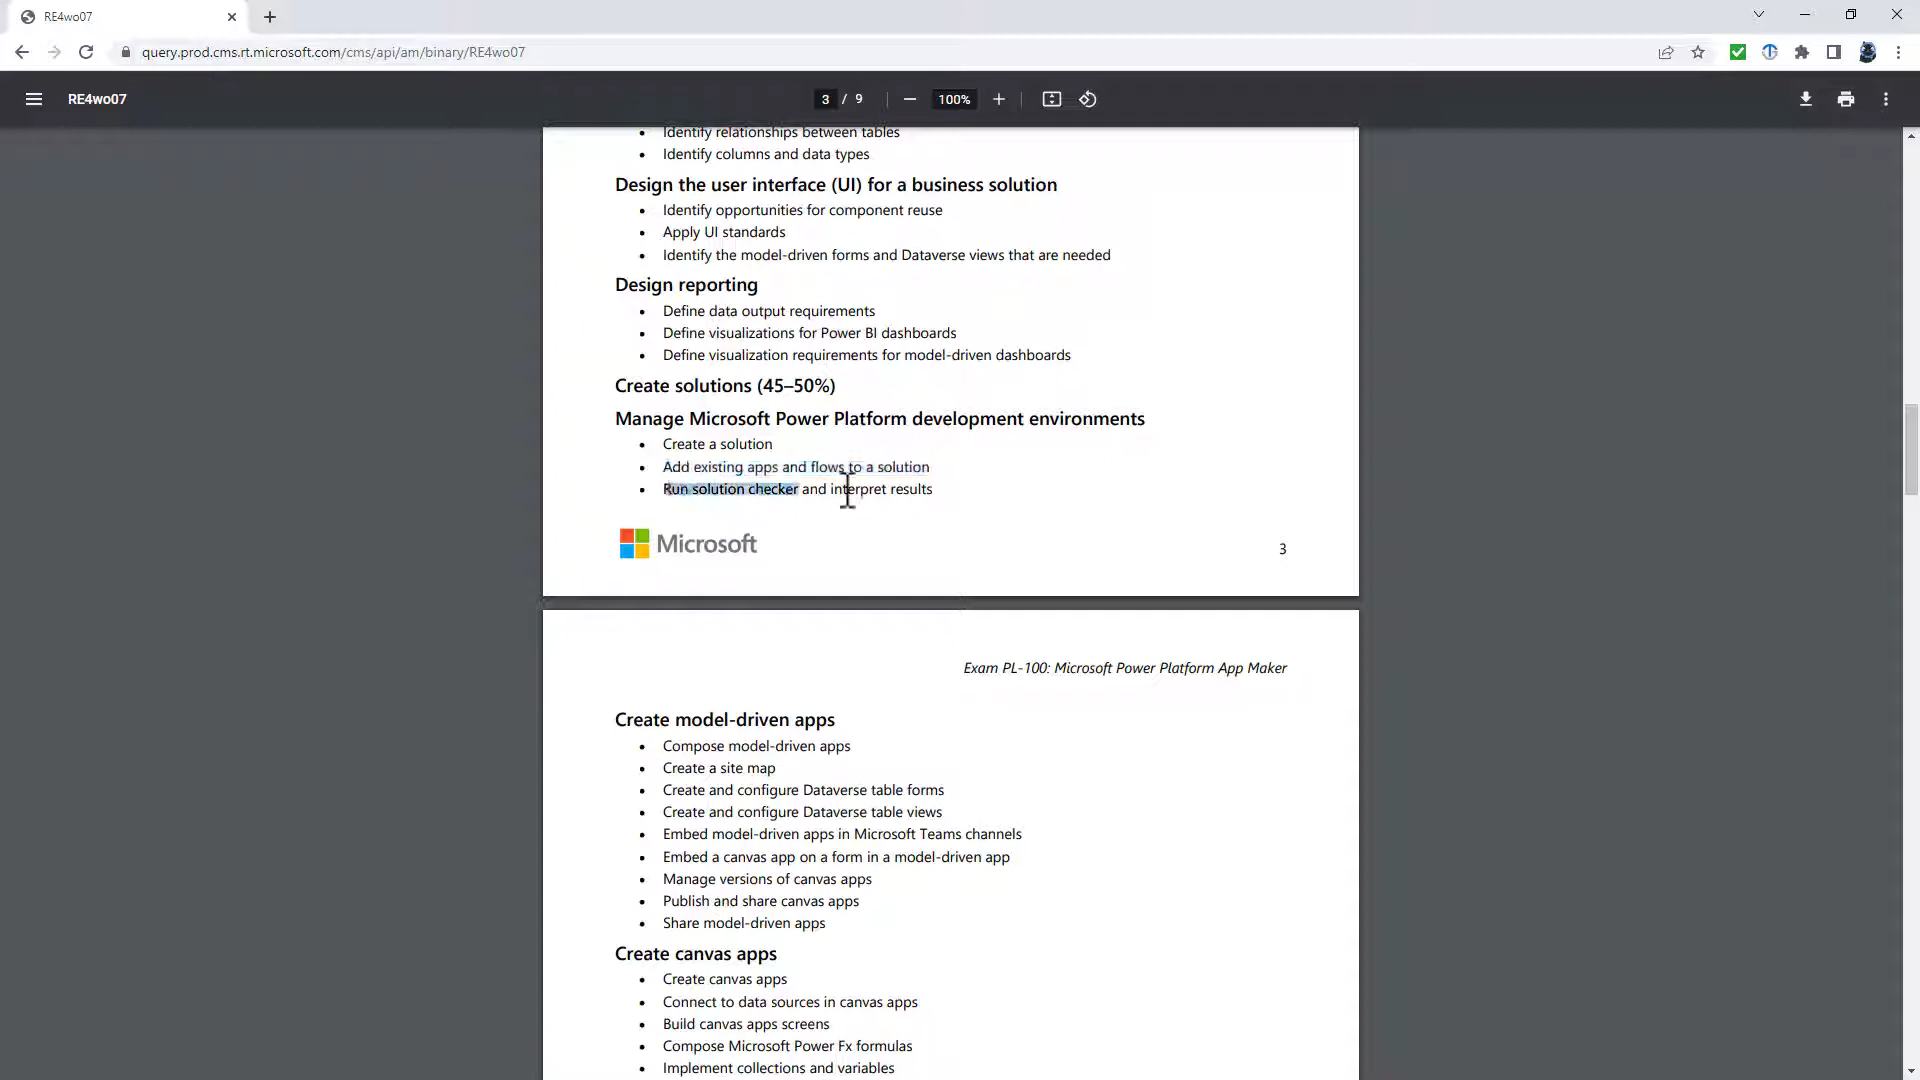 RE4wo07
query.prod.cms.rt.microsoft.com/cms/api/am/binary/RE4wo07
RE4wo07
3 / 9
100%
Identify relationships between tables
• Identify columns and data types
Design the user interface (UI) for a business solution
• Identify opportunities for component reuse
• Apply UI standards
• Identify the model-driven forms and Dataverse views that are needed
Design reporting
• Define data output requirements
• Define visualizations for Power BI dashboards
• Define visualization requirements for model-driven dashboards
Create solutions (45–50%)
Manage Microsoft Power Platform development environments
• Create a solution
• Add existing apps and flows to a solution
• Run solution checker and interpret results
Microsoft
3
Exam PL-100: Microsoft Power Platform App Maker
Create model-driven apps
• Compose model-driven apps
• Create a site map
• Create and configure Dataverse table forms
• Create and configure Dataverse table views
• Embed model-driven apps in Microsoft Teams channels
• Embed a canvas app on a form in a model-driven app
• Manage versions of canvas apps
• Publish and share canvas apps
• Share model-driven apps
Create canvas apps
• Create canvas apps
• Connect to data sources in canvas apps
• Build canvas apps screens
• Compose Microsoft Power Fx formulas
• Implement collections and variables